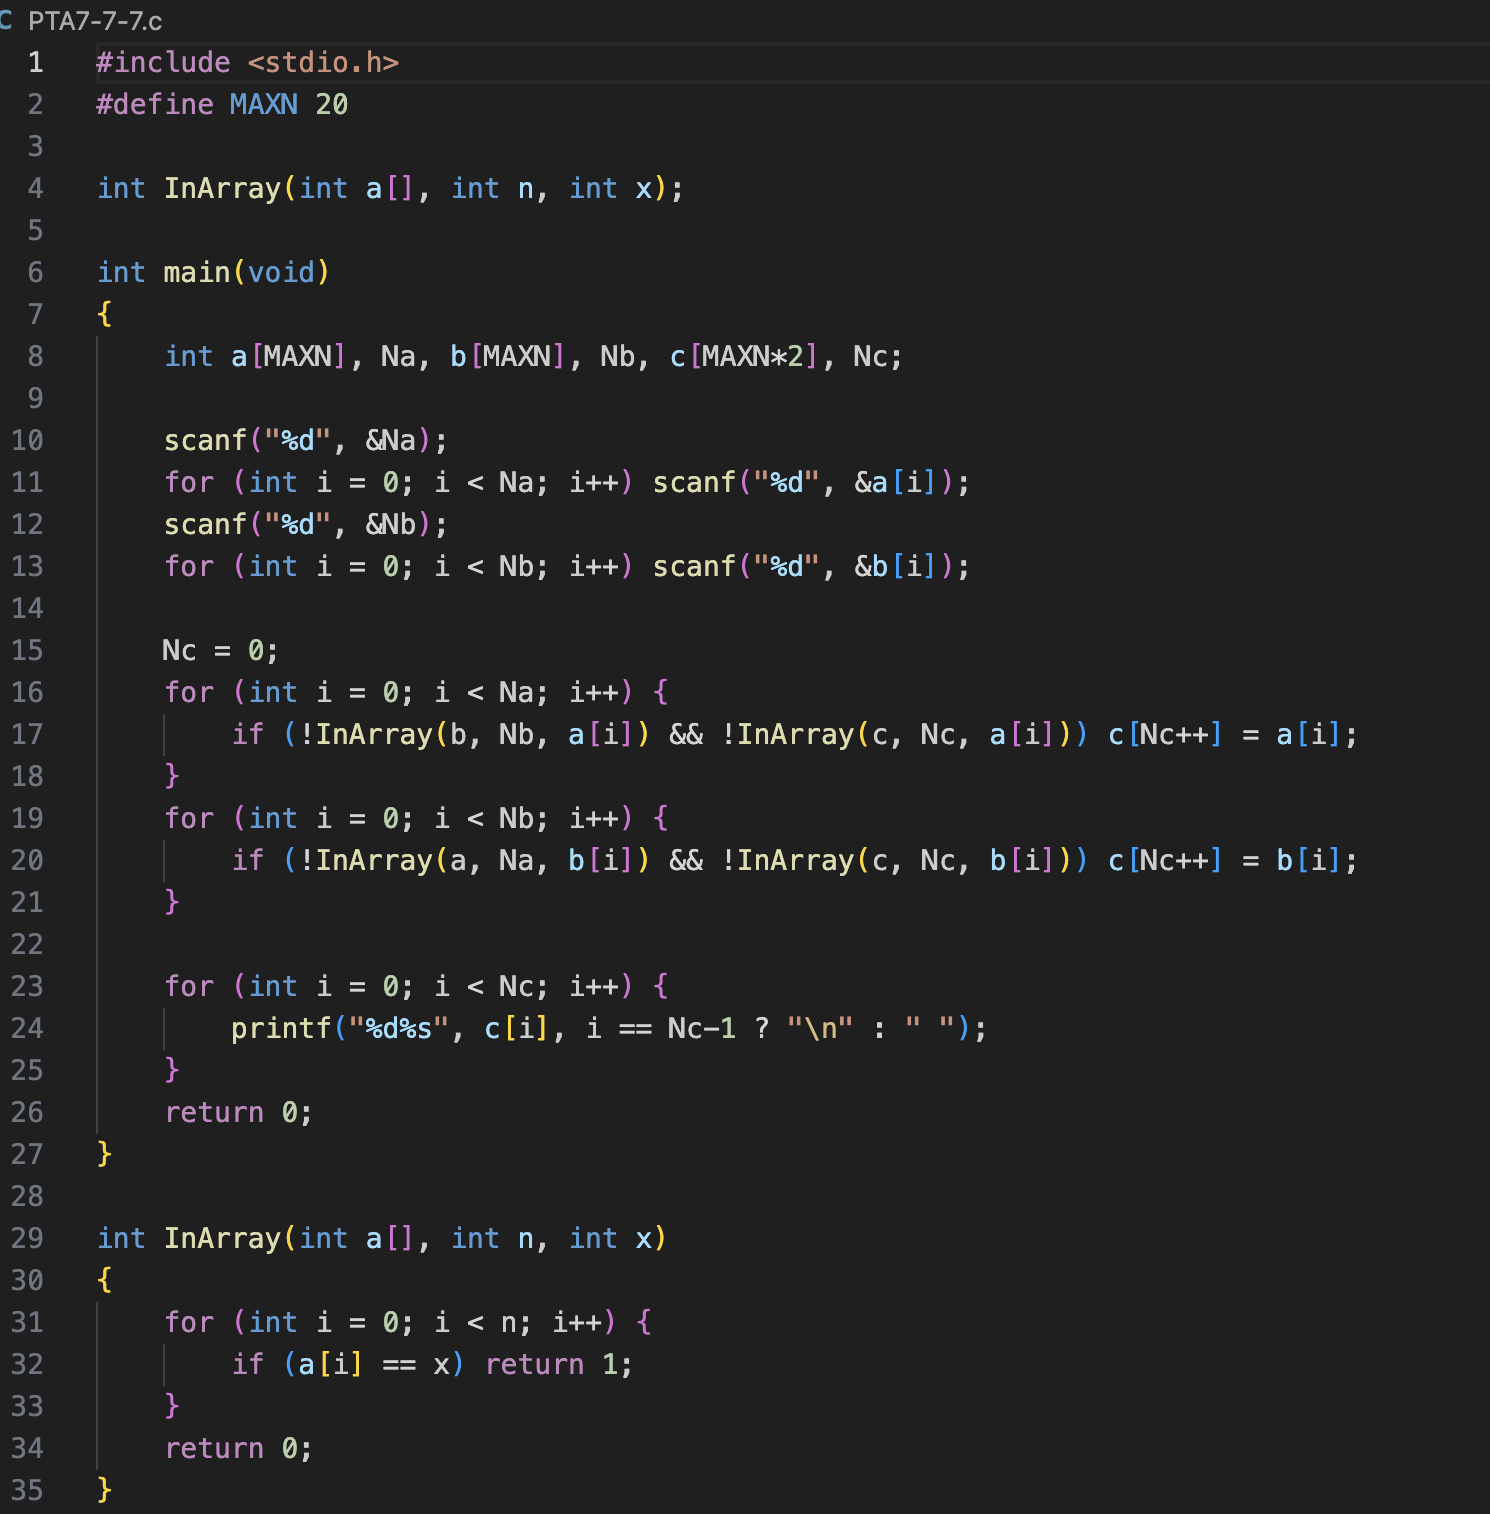 C PTA7-7-7.c
1 #include <stdio.h>
2 #define MAXN 20
3
4 int InArray(int a[], int n, int x);
5
6 int main(void)
7 {
8     int a[MAXN], Na, b[MAXN], Nb, c[MAXN*2], Nc;
9
10     scanf("%d", &Na);
11     for (int i = 0; i < Na; i++) scanf("%d", &a[i]);
12     scanf("%d", &Nb);
13     for (int i = 0; i < Nb; i++) scanf("%d", &b[i]);
14
15     Nc = 0;
16     for (int i = 0; i < Na; i++) {
17         if (!InArray(b, Nb, a[i]) && !InArray(c, Nc, a[i])) c[Nc++] = a[i];
18     }
19     for (int i = 0; i < Nb; i++) {
20         if (!InArray(a, Na, b[i]) && !InArray(c, Nc, b[i])) c[Nc++] = b[i];
21     }
22
23     for (int i = 0; i < Nc; i++) {
24         printf("%d%s", c[i], i == Nc-1 ? "\n" : " ");
25     }
26     return 0;
27 }
28
29 int InArray(int a[], int n, int x)
30 {
31     for (int i = 0; i < n; i++) {
32         if (a[i] == x) return 1;
33     }
34     return 0;
35 }